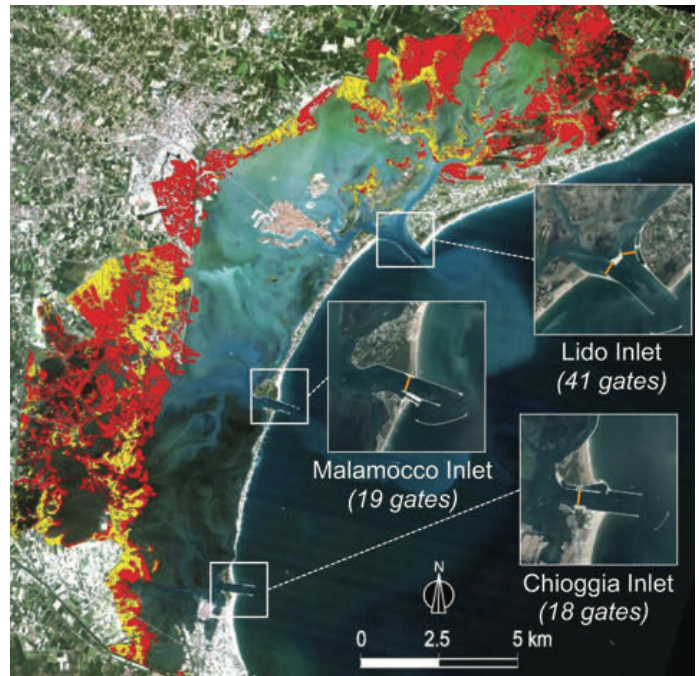 Lido Inlet
(41 gates)
Malamocco Inlet
(19 gates)
Chioggia Inlet
(18 gates)
N
0 2.5 5 km